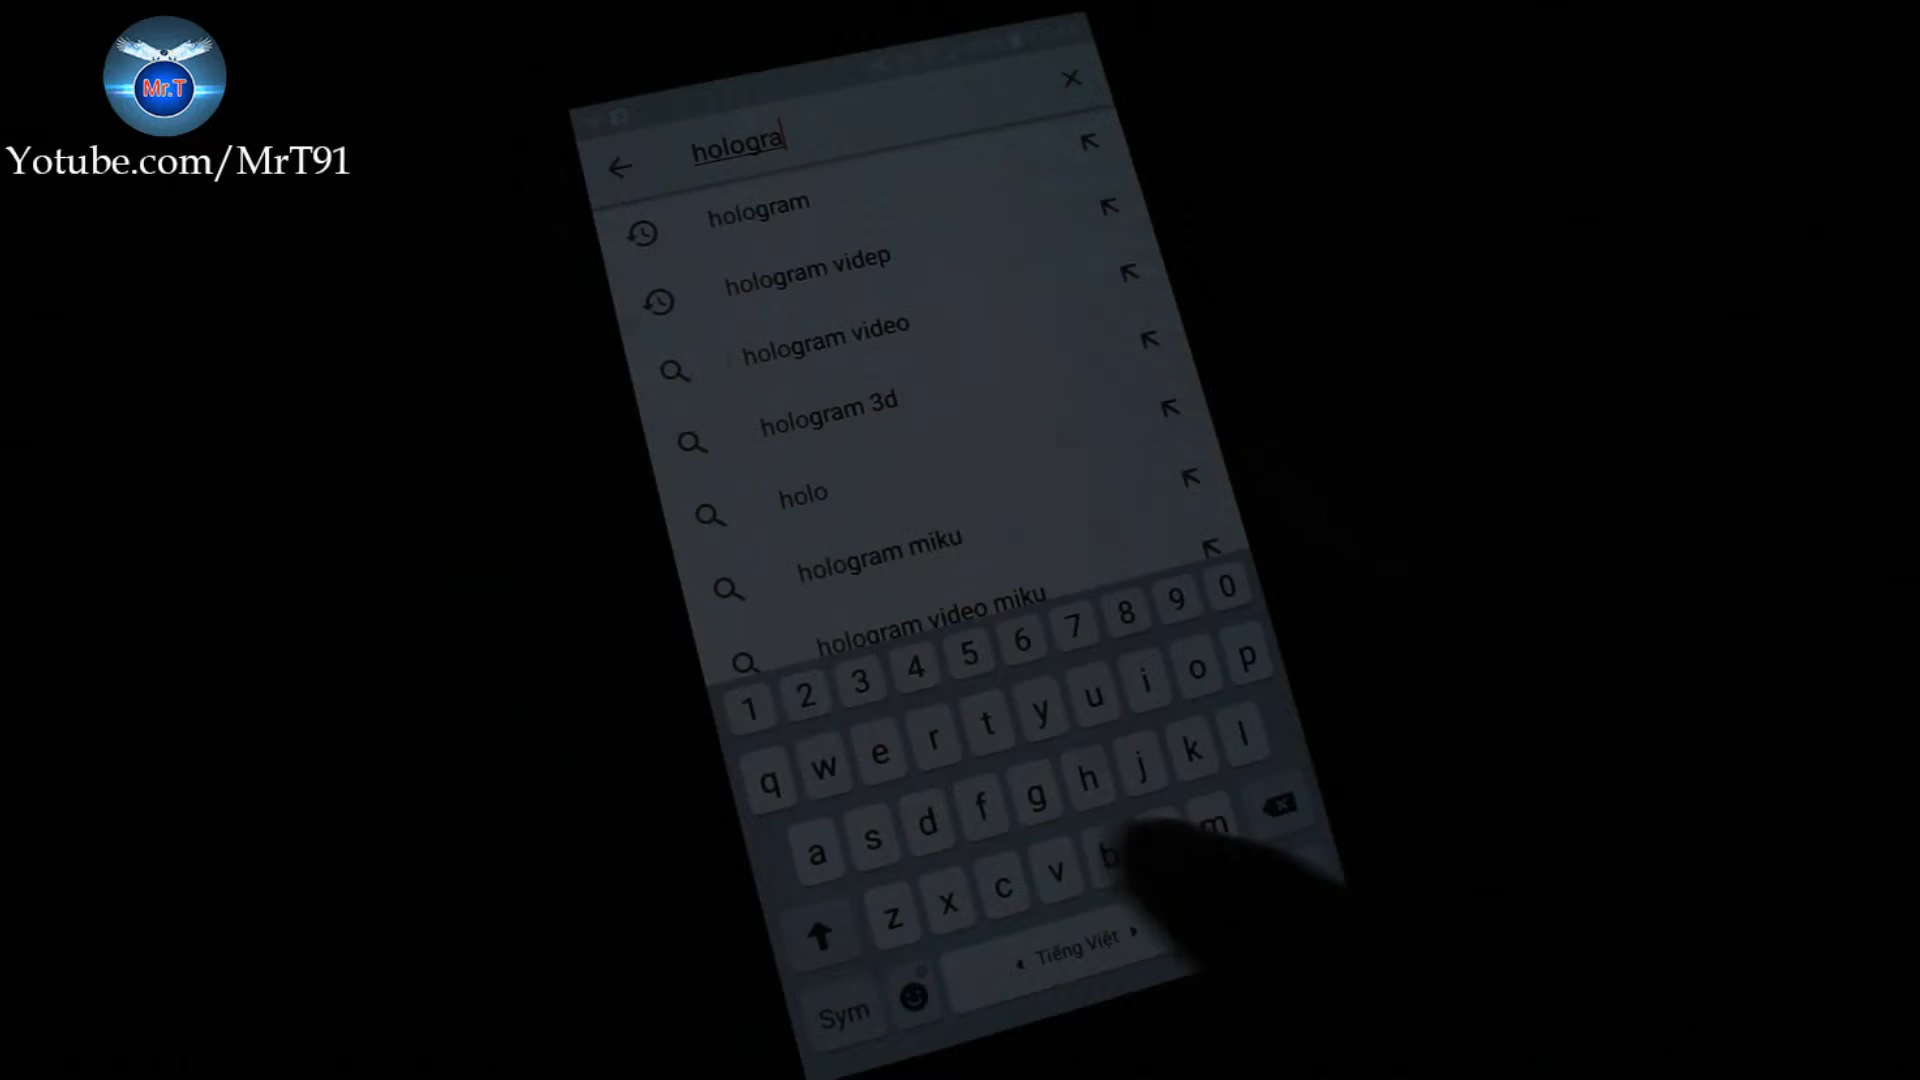 Mr.T
Yotube.com/MrT91
hologra
hologram
hologram videp
hologram video
hologram 3d
holo
hologram miku
hologram video miku
1 2 3 4 5 6 7 8 9 0
q w e r t y u i o p
a s d f g h j k l
z x c v b m
Sym Tiếng Việt